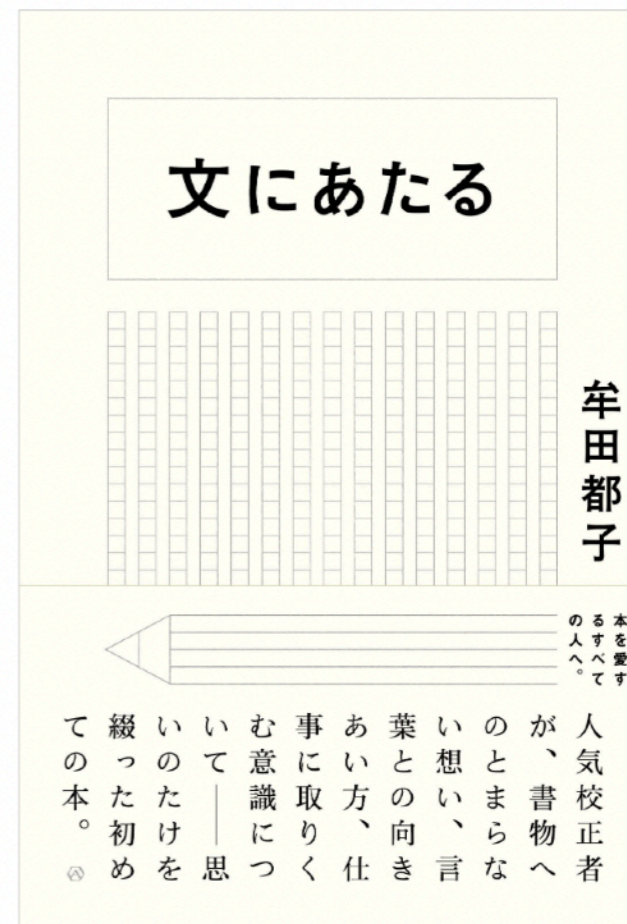 文にあたる
牟田都子
本を愛す
るすべて
の人へ。
人気校正者
が、書物へ
のとまらな
い想い、言
葉との向き
あい方、仕
事に取りく
む意識につ
いて――思
いのたけを
綴った初め
ての本。